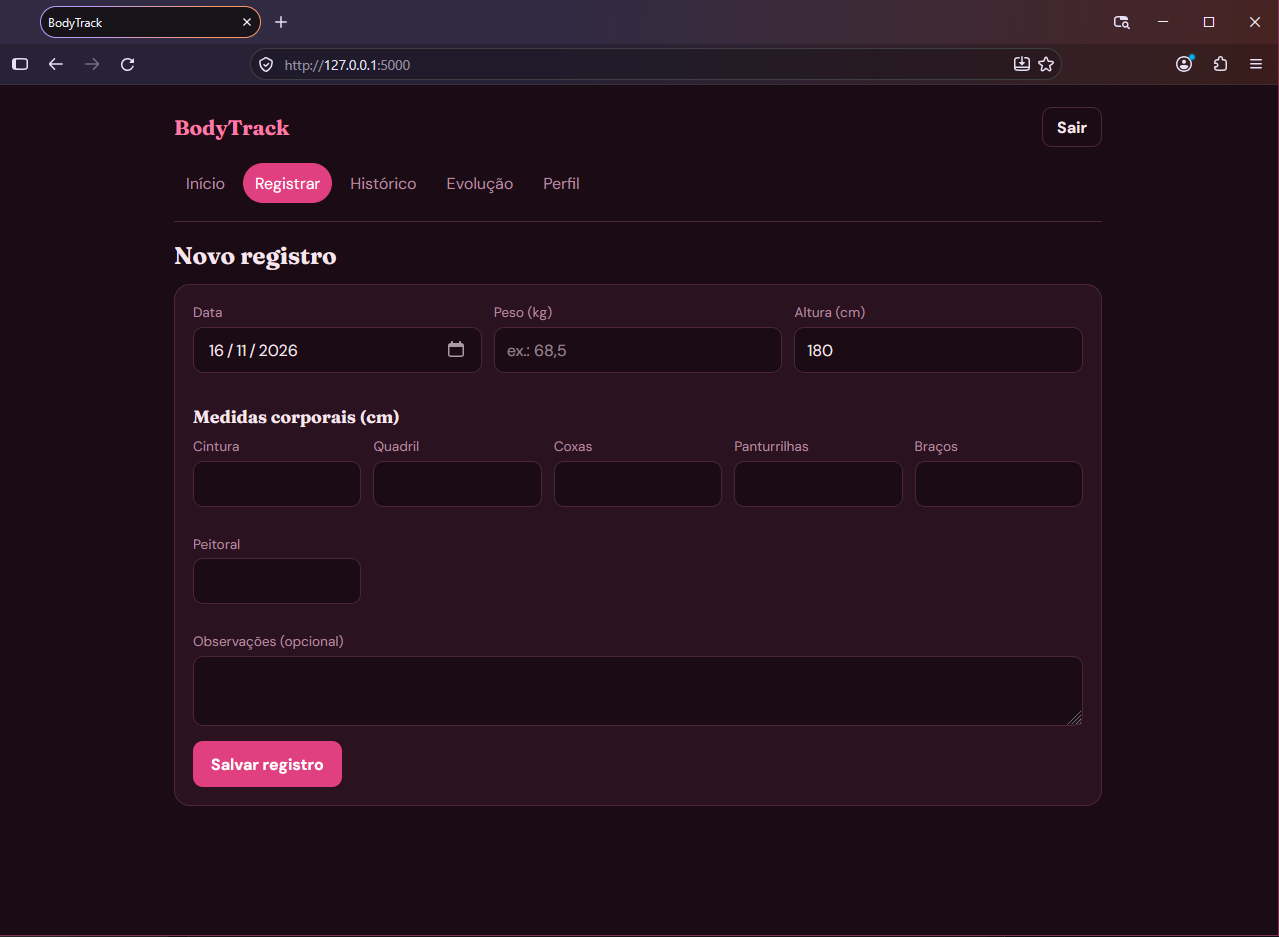 BodyTrack
http://127.0.0.1:5000
BodyTrack
Sair
Início Registrar Histórico Evolução Perfil
Novo registro
Data Peso (kg) Altura (cm)
16 / 11 / 2026 ex.: 68,5 180
Medidas corporais (cm)
Cintura Quadril Coxas Panturrilhas Braços
Peitoral
Observações (opcional)
Salvar registro